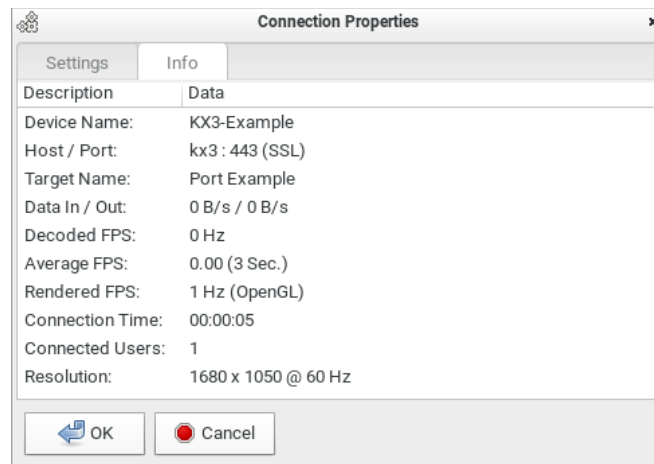 Connection Properties
Settings Info
Description Data
Device Name: KX3-Example
Host / Port: kx3 : 443 (SSL)
Target Name: Port Example
Data In / Out: 0 B/s / 0 B/s
Decoded FPS: 0 Hz
Average FPS: 0.00 (3 Sec.)
Rendered FPS: 1 Hz (OpenGL)
Connection Time: 00:00:05
Connected Users: 1
Resolution: 1680 x 1050 @ 60 Hz
OK Cancel